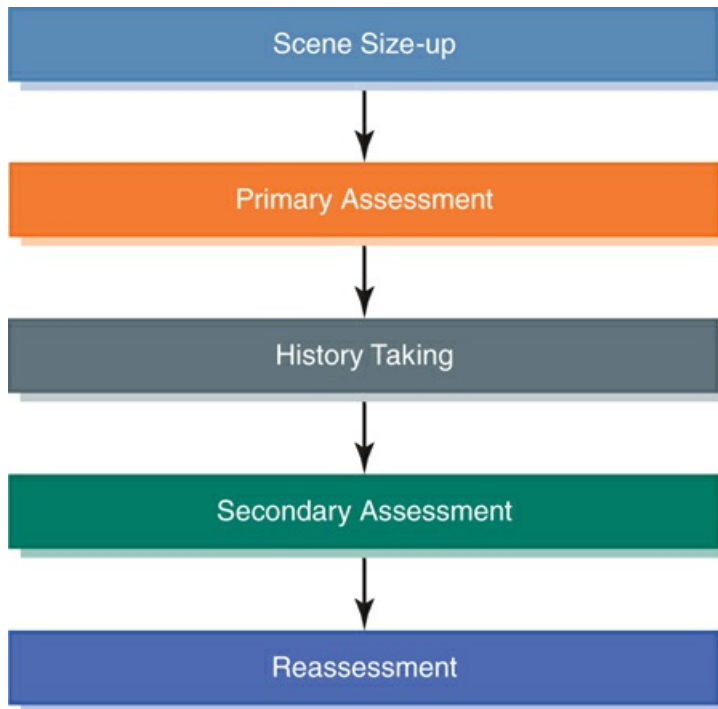 Scene Size-up
Primary Assessment
History Taking
Secondary Assessment
Reassessment